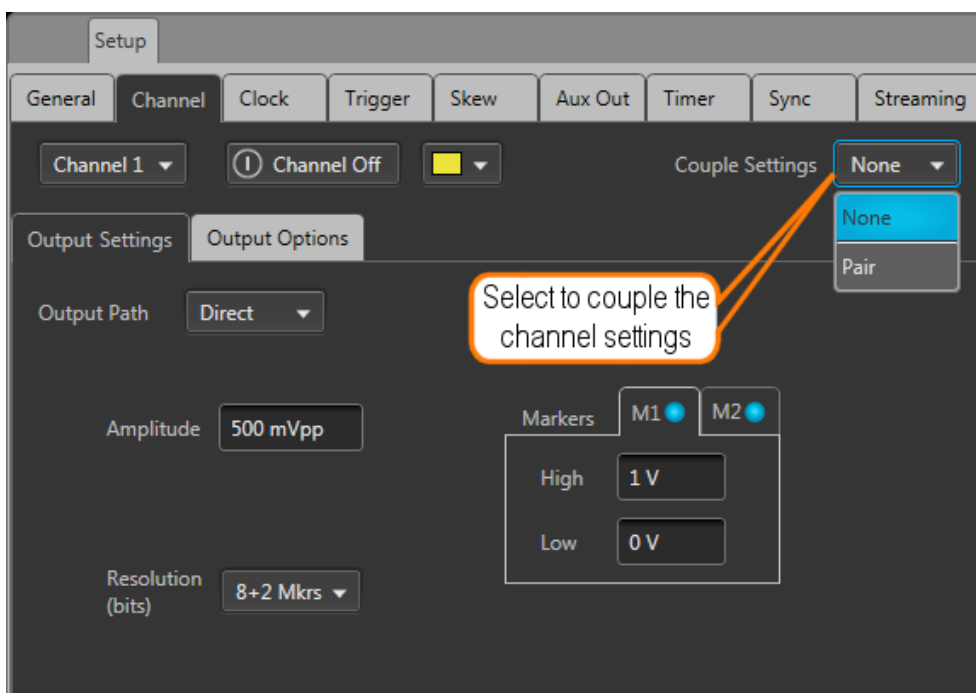 Setup
General Channel Clock Trigger Skew Aux Out Timer Sync Streaming
Channel 1 Channel Off Couple Settings None
None
Pair
Output Settings Output Options
Select to couple the
channel settings
Output Path Direct
Amplitude 500 mVpp
Markers M1 M2
High 1 V
Low 0 V
Resolution
(bits)
8+2 Mkrs